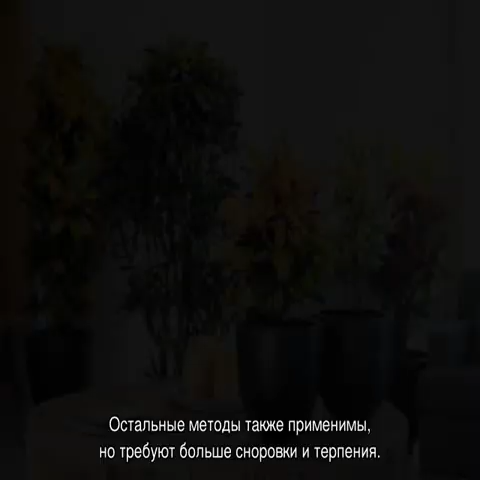 Остальные методы также применимы,
но требуют больше сноровки и терпения.